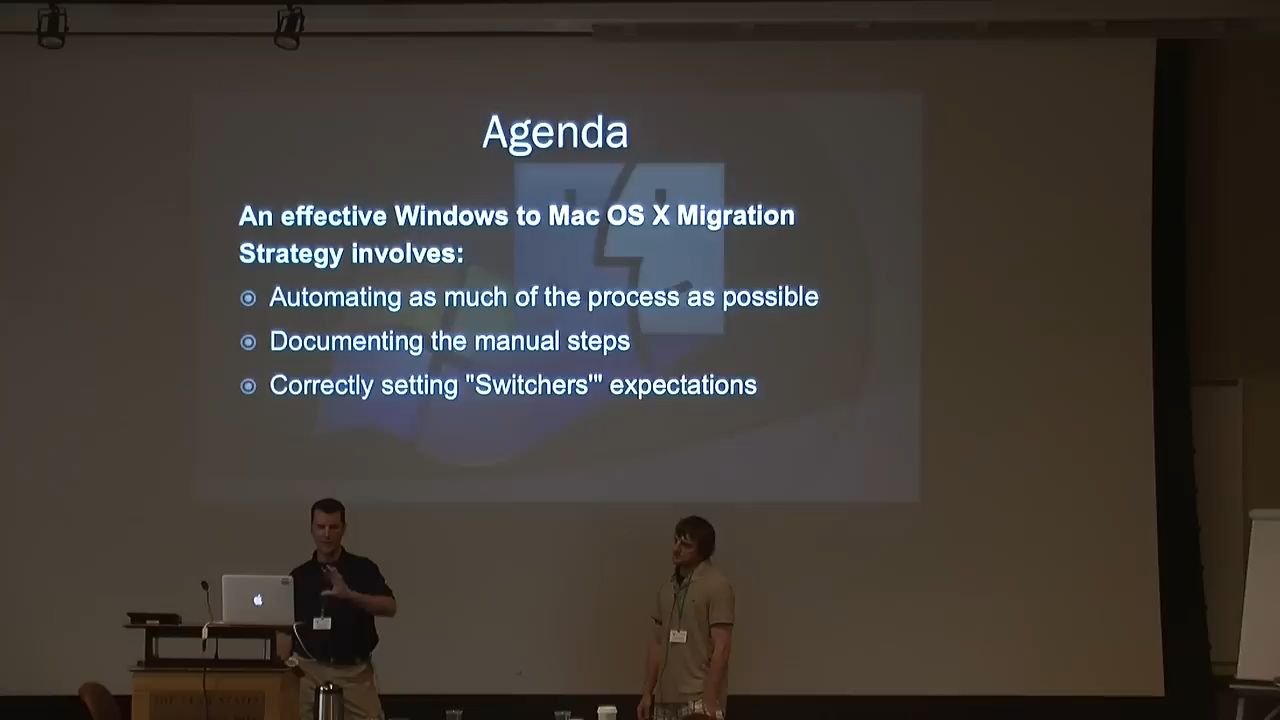 Agenda
An effective Windows to Mac OS X Migration
Strategy involves:
Automating as much of the process as possible
Documenting the manual steps
Correctly setting "Switchers'" expectations